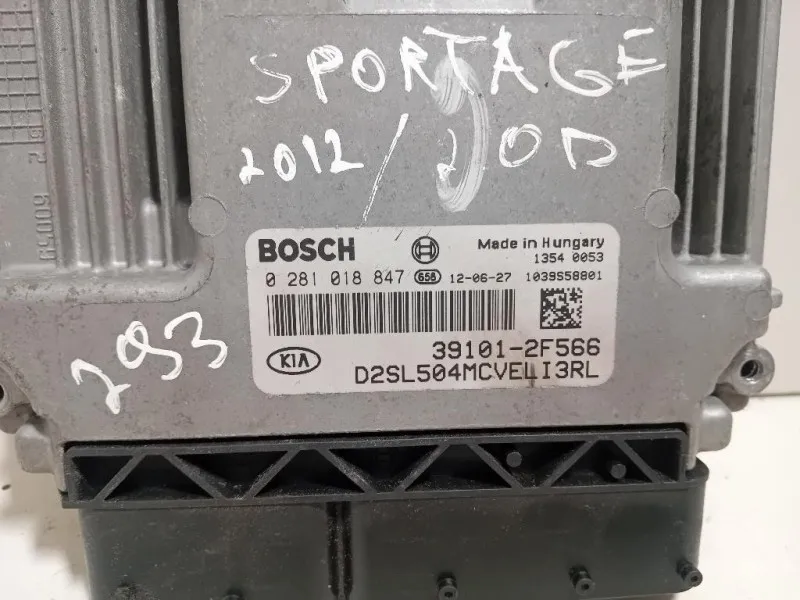 SPORTAGE
2012/20D
BOSCH Made in Hungary
1354 0053
0 281 018 847 656 12-06-27 1039S58801
39101-2F566
KIA D2SL504MCVELI3RL
293